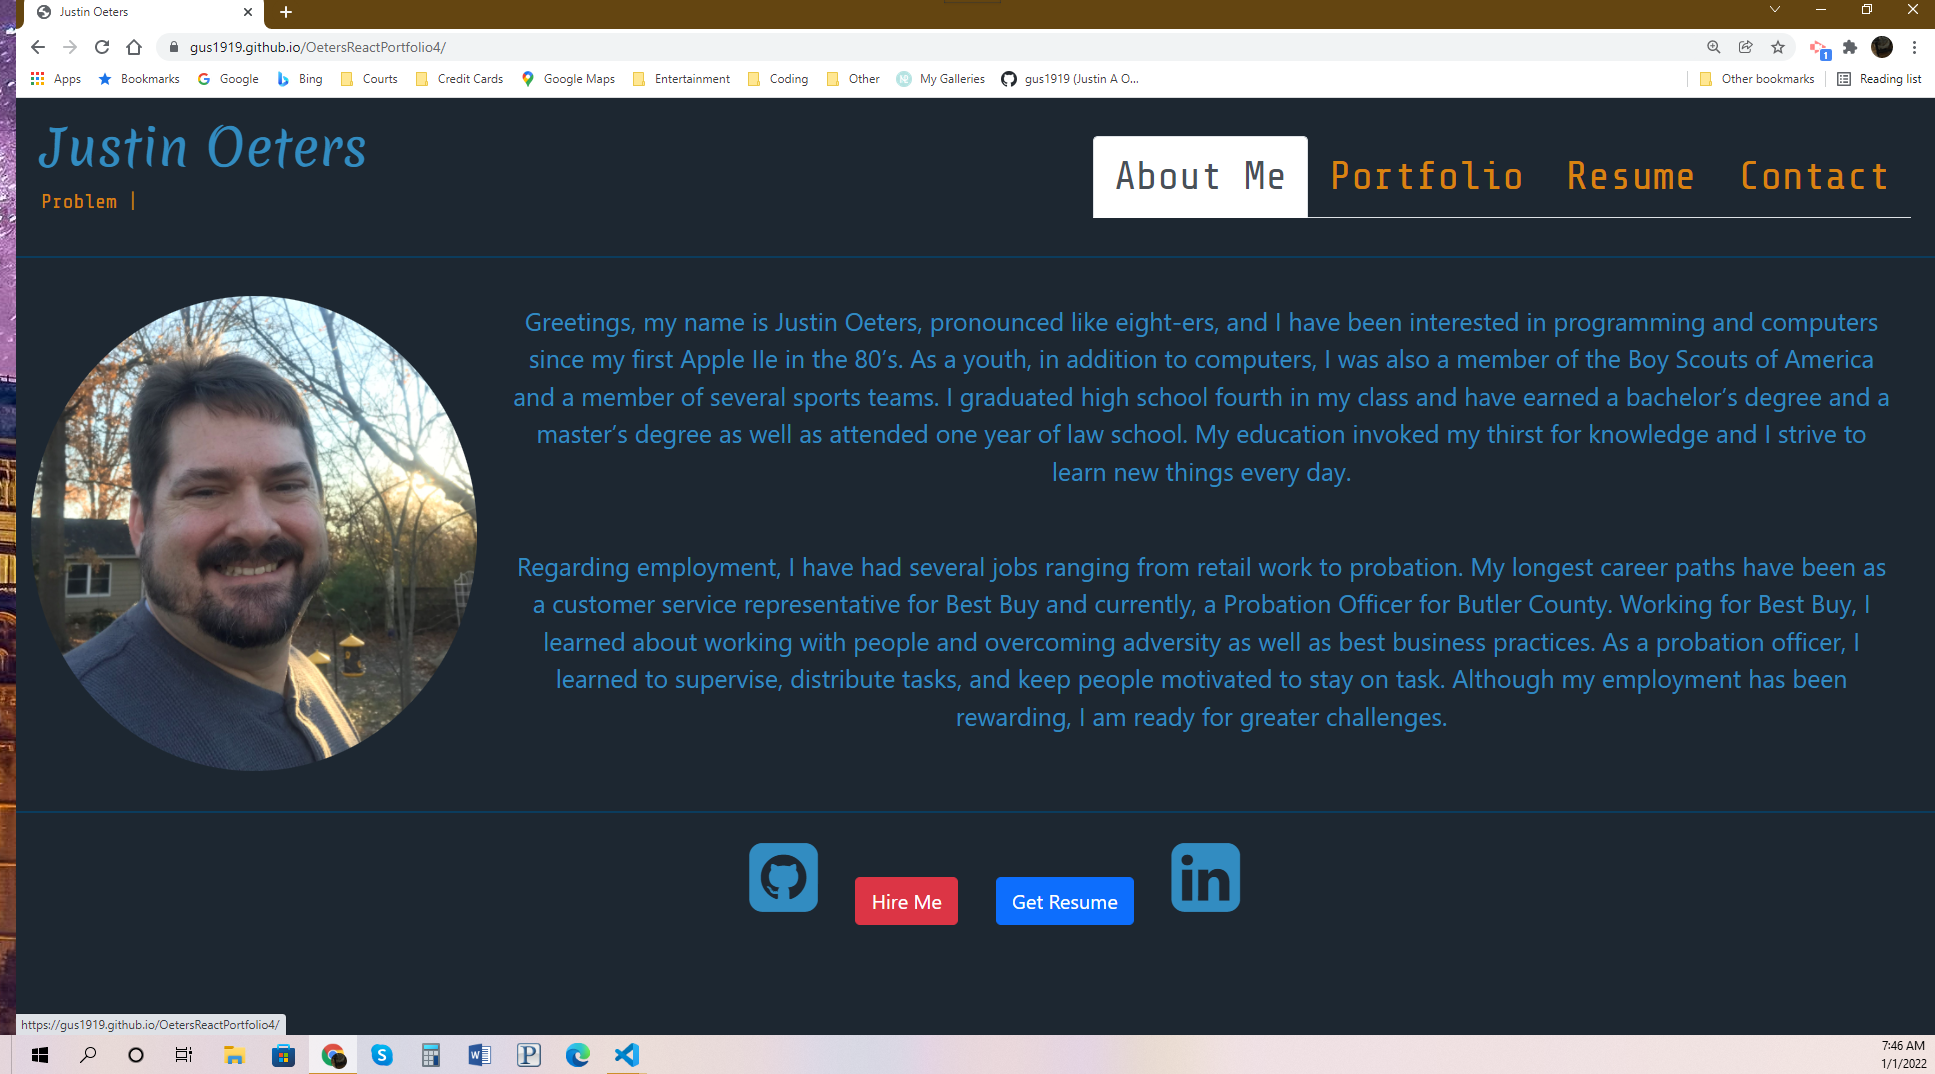 Justin Oeters
gus1919.github.io/OetersReactPortfolio4/
1
Apps Bookmarks Google Bing Courts Credit Cards Google Maps Entertainment Coding Other My Galleries gus1919 (Justin A O... Other bookmarks Reading list
Justin Oeters
Problem |
About Me Portfolio Resume Contact
Greetings, my name is Justin Oeters, pronounced like eight-ers, and I have been interested in programming and computers
since my first Apple IIe in the 80’s. As a youth, in addition to computers, I was also a member of the Boy Scouts of America
and a member of several sports teams. I graduated high school fourth in my class and have earned a bachelor’s degree and a
master’s degree as well as attended one year of law school. My education invoked my thirst for knowledge and I strive to
learn new things every day.
Regarding employment, I have had several jobs ranging from retail work to probation. My longest career paths have been as
a customer service representative for Best Buy and currently, a Probation Officer for Butler County. Working for Best Buy, I
learned about working with people and overcoming adversity as well as best business practices. As a probation officer, I
learned to supervise, distribute tasks, and keep people motivated to stay on task. Although my employment has been
rewarding, I am ready for greater challenges.
Hire Me Get Resume in
https://gus1919.github.io/OetersReactPortfolio4/
7:46 AM
1/1/2022